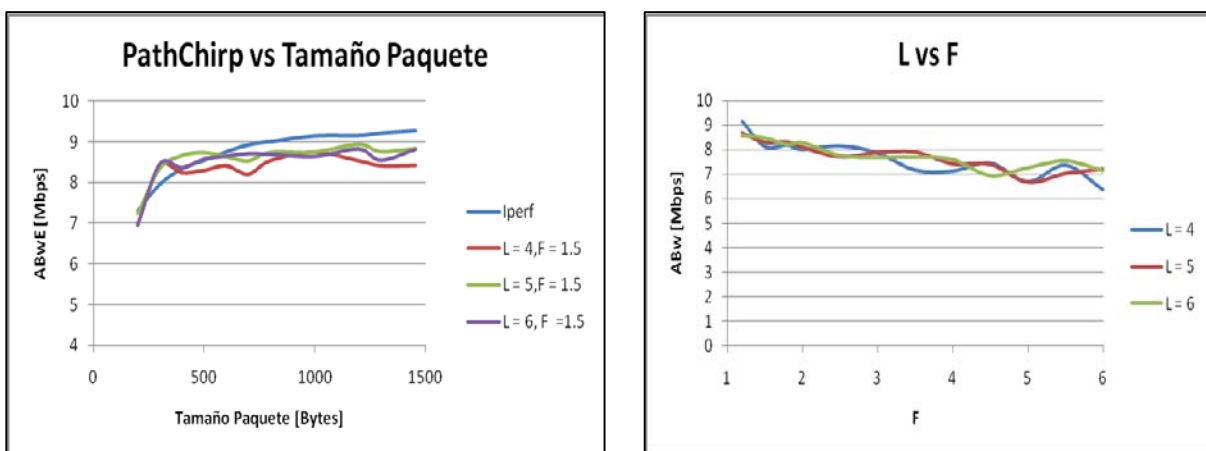 PathChirp vs Tamaño Paquete
ABwE [Mbps]
10
9
8
7
6
5
4
0
500
1000
1500
Tamaño Paquete [Bytes]
Iperf
L = 4,F = 1.5
L = 5,F = 1.5
L = 6, F =1.5
L vs F
ABw [Mbps]
10
9
8
7
6
5
4
3
2
1
0
1
2
3
4
5
6
F
L = 4
L = 5
L = 6